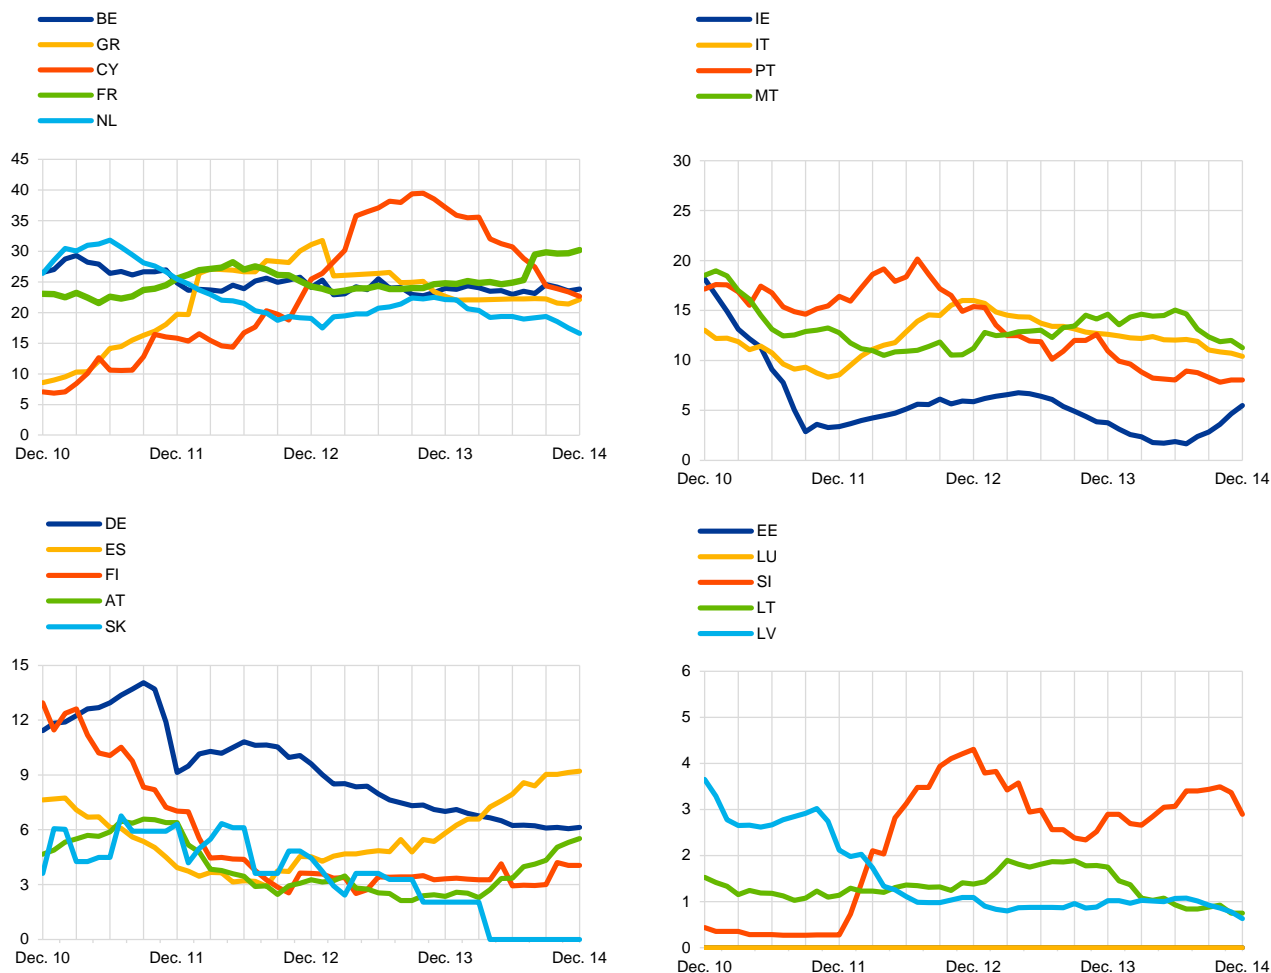 BE
GR
CY
FR
NL
45
40
35
30
25
20
15
10
5
0
Dec. 10 Dec. 11 Dec. 12 Dec. 13 Dec. 14
IE
IT
PT
MT
30
25
20
15
10
5
0
Dec. 10 Dec. 11 Dec. 12 Dec. 13 Dec. 14
DE
ES
FI
AT
SK
15
12
9
6
3
0
Dec. 10 Dec. 11 Dec. 12 Dec. 13 Dec. 14
EE
LU
SI
LT
LV
6
5
4
3
2
1
0
Dec. 10 Dec. 11 Dec. 12 Dec. 13 Dec. 14